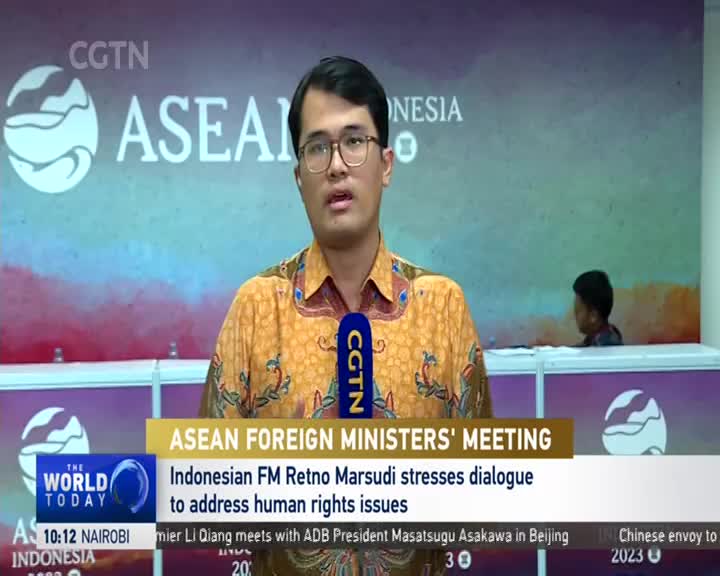 CGTN
ASEAN
INDONESIA
CGTN
ASEAN FOREIGN MINISTERS' MEETING
Indonesian FM Retno Marsudi stresses dialogue
to address human rights issues
THE
WORLD
TODAY
10:12 NAIROBI
mier Li Qiang meets with ADB President Masatsugu Asakawa in Beijing
Chinese envoy to
INDONESIA
2023